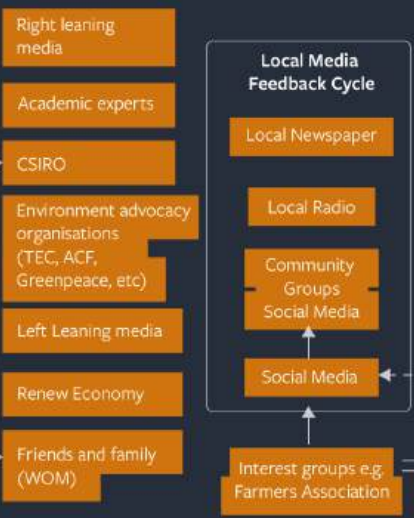 Right leaning
media
Academic experts
CSIRO
Environment advocacy
organisations
(TEC, ACF,
Greenpeace, etc)
Left Leaning media
Renew Economy
Friends and family
(WOM)
Local Media
Feedback Cycle
Local Newspaper
Local Radio
Community
Groups
Social Media
Social Media
Interest groups e.g.
Farmers Association